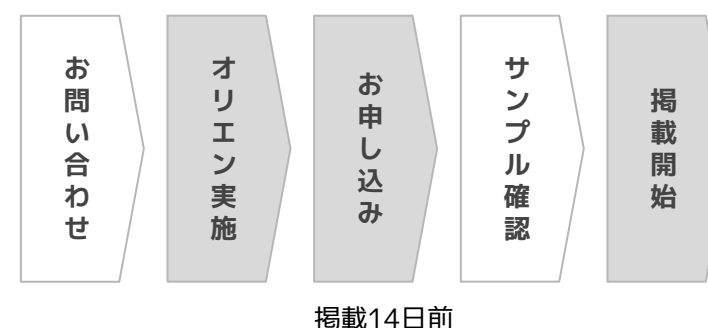 お問い合わせ
オリエン実施
お申し込み
サンプル確認
掲載開始
掲載14日前